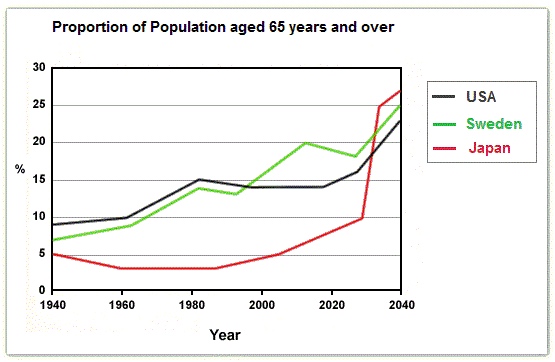 Proportion of Population aged 65 years and over
30
25
20
15
10
5
0
%
1940 1960 1980 2000 2020 2040
Year
USA
Sweden
Japan